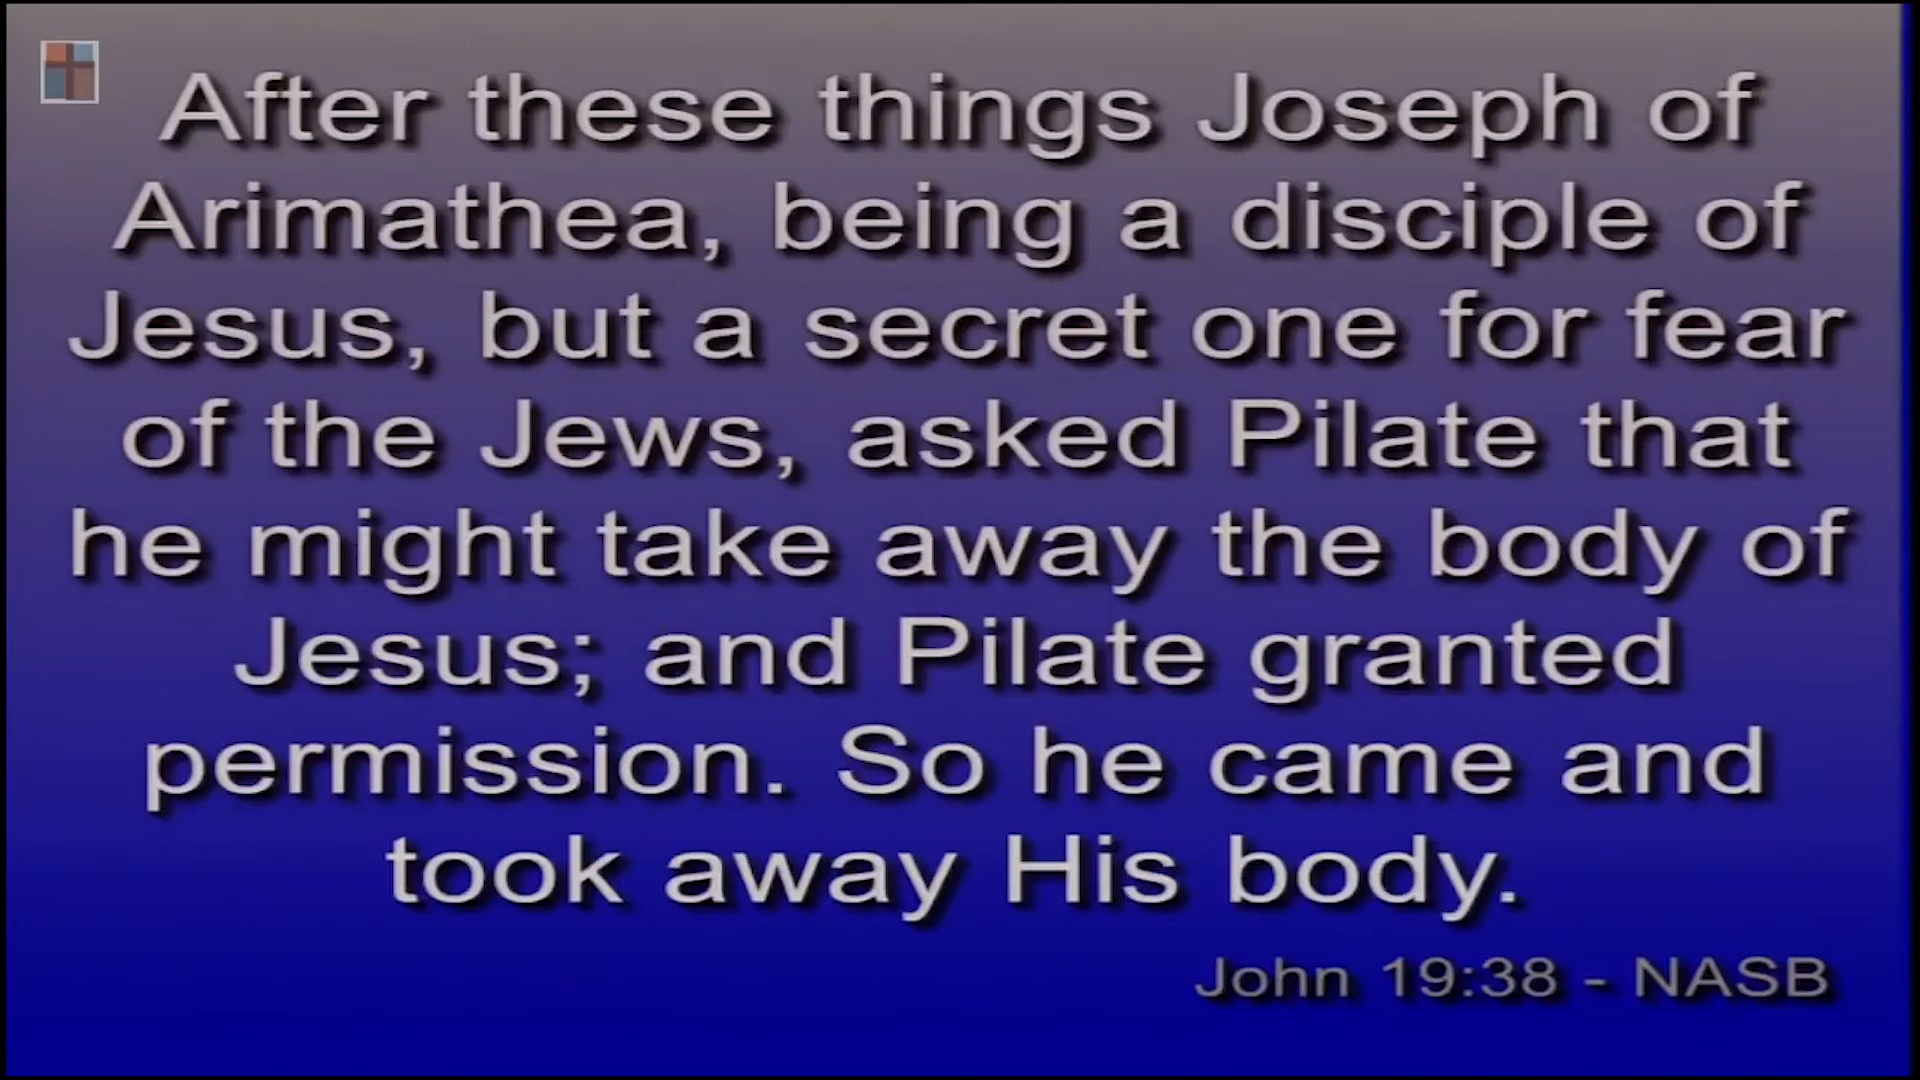 After these things Joseph of
Arimathea, being a disciple of
Jesus, but a secret one for fear
of the Jews, asked Pilate that
he might take away the body of
Jesus; and Pilate granted
permission. So he came and
took away His body.
John 19:38 - NASB